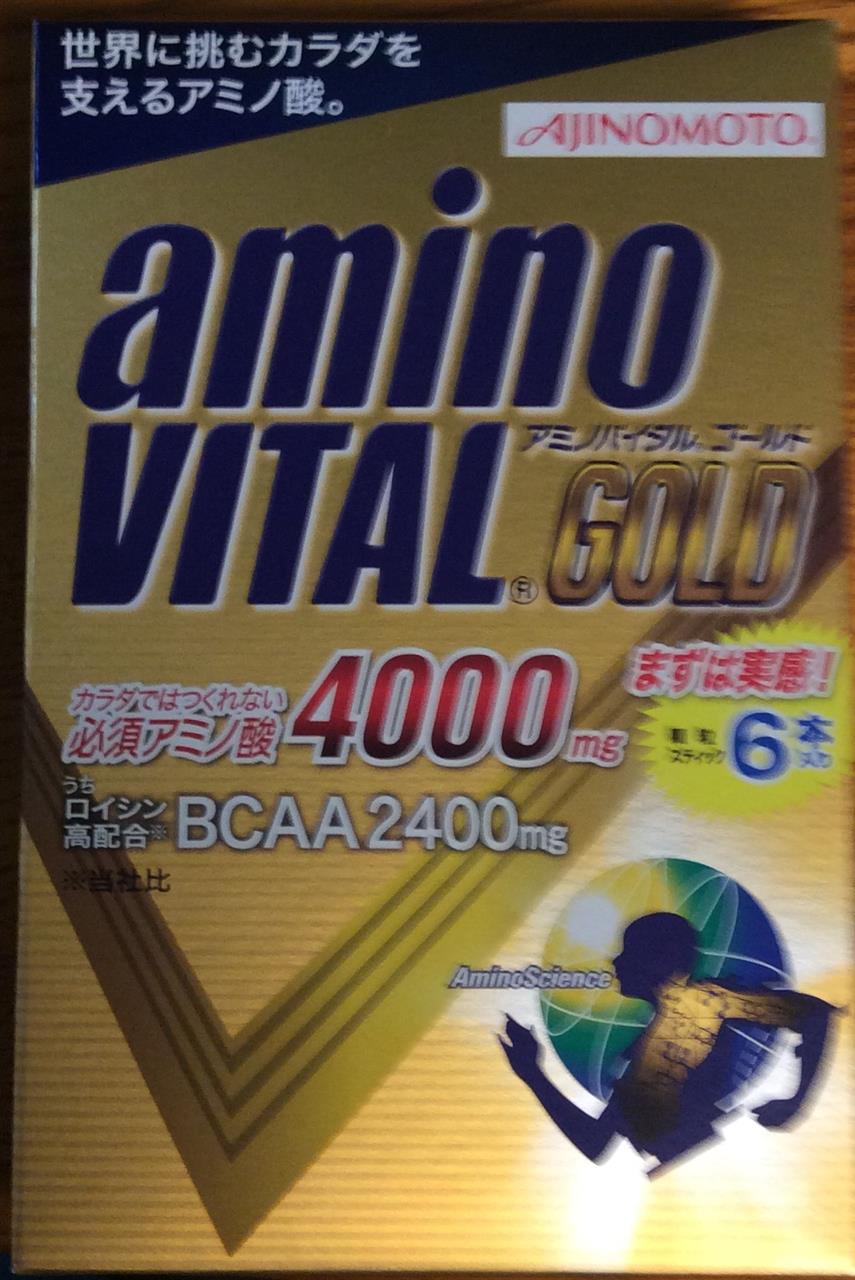 世界に挑むカラダを
支えるアミノ酸。
AJINOMOTO®
amino
VITAL®
アミノバイタル® ゴールド
GOLD
カラダではつくれない
必須アミノ酸 4000mg
まずは実感!
顆粒
スティック 6本入り
うち
ロイシン
高配合※ BCAA2400mg
※当社比
AminoScience